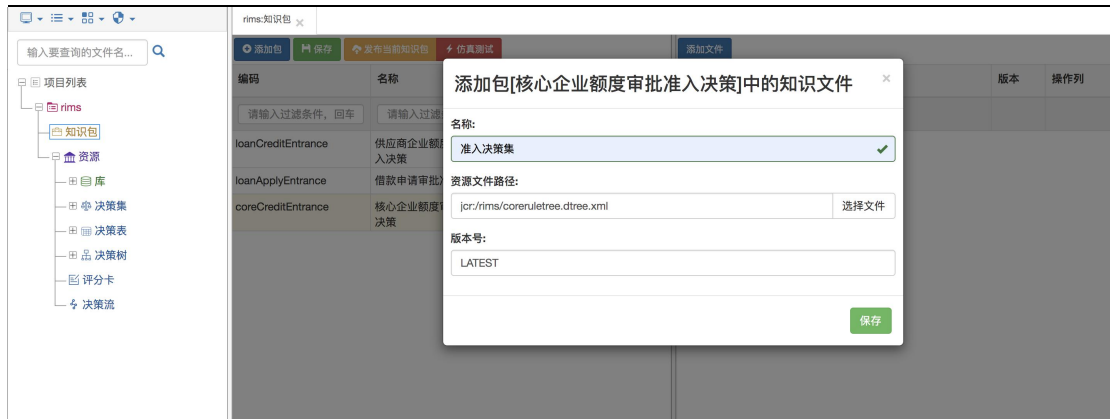 rims:知识包
输入要查询的文件名...
添加包
保存
发布当前知识包
仿真测试
添加文件
项目列表
rims
知识包
资源
库
决策集
决策表
决策树
评分卡
决策流
编码
名称
版本
操作列
请输入过滤条件，回车
请输入过滤
loanCreditEntrance
供应商企业额
入决策
loanApplyEntrance
借款申请审批
coreCreditEntrance
核心企业额度
决策
添加包[核心企业额度审批准入决策]中的知识文件
×
名称:
准入决策集
资源文件路径:
jcr:/rims/coreruletree.dtree.xml
选择文件
版本号:
LATEST
保存